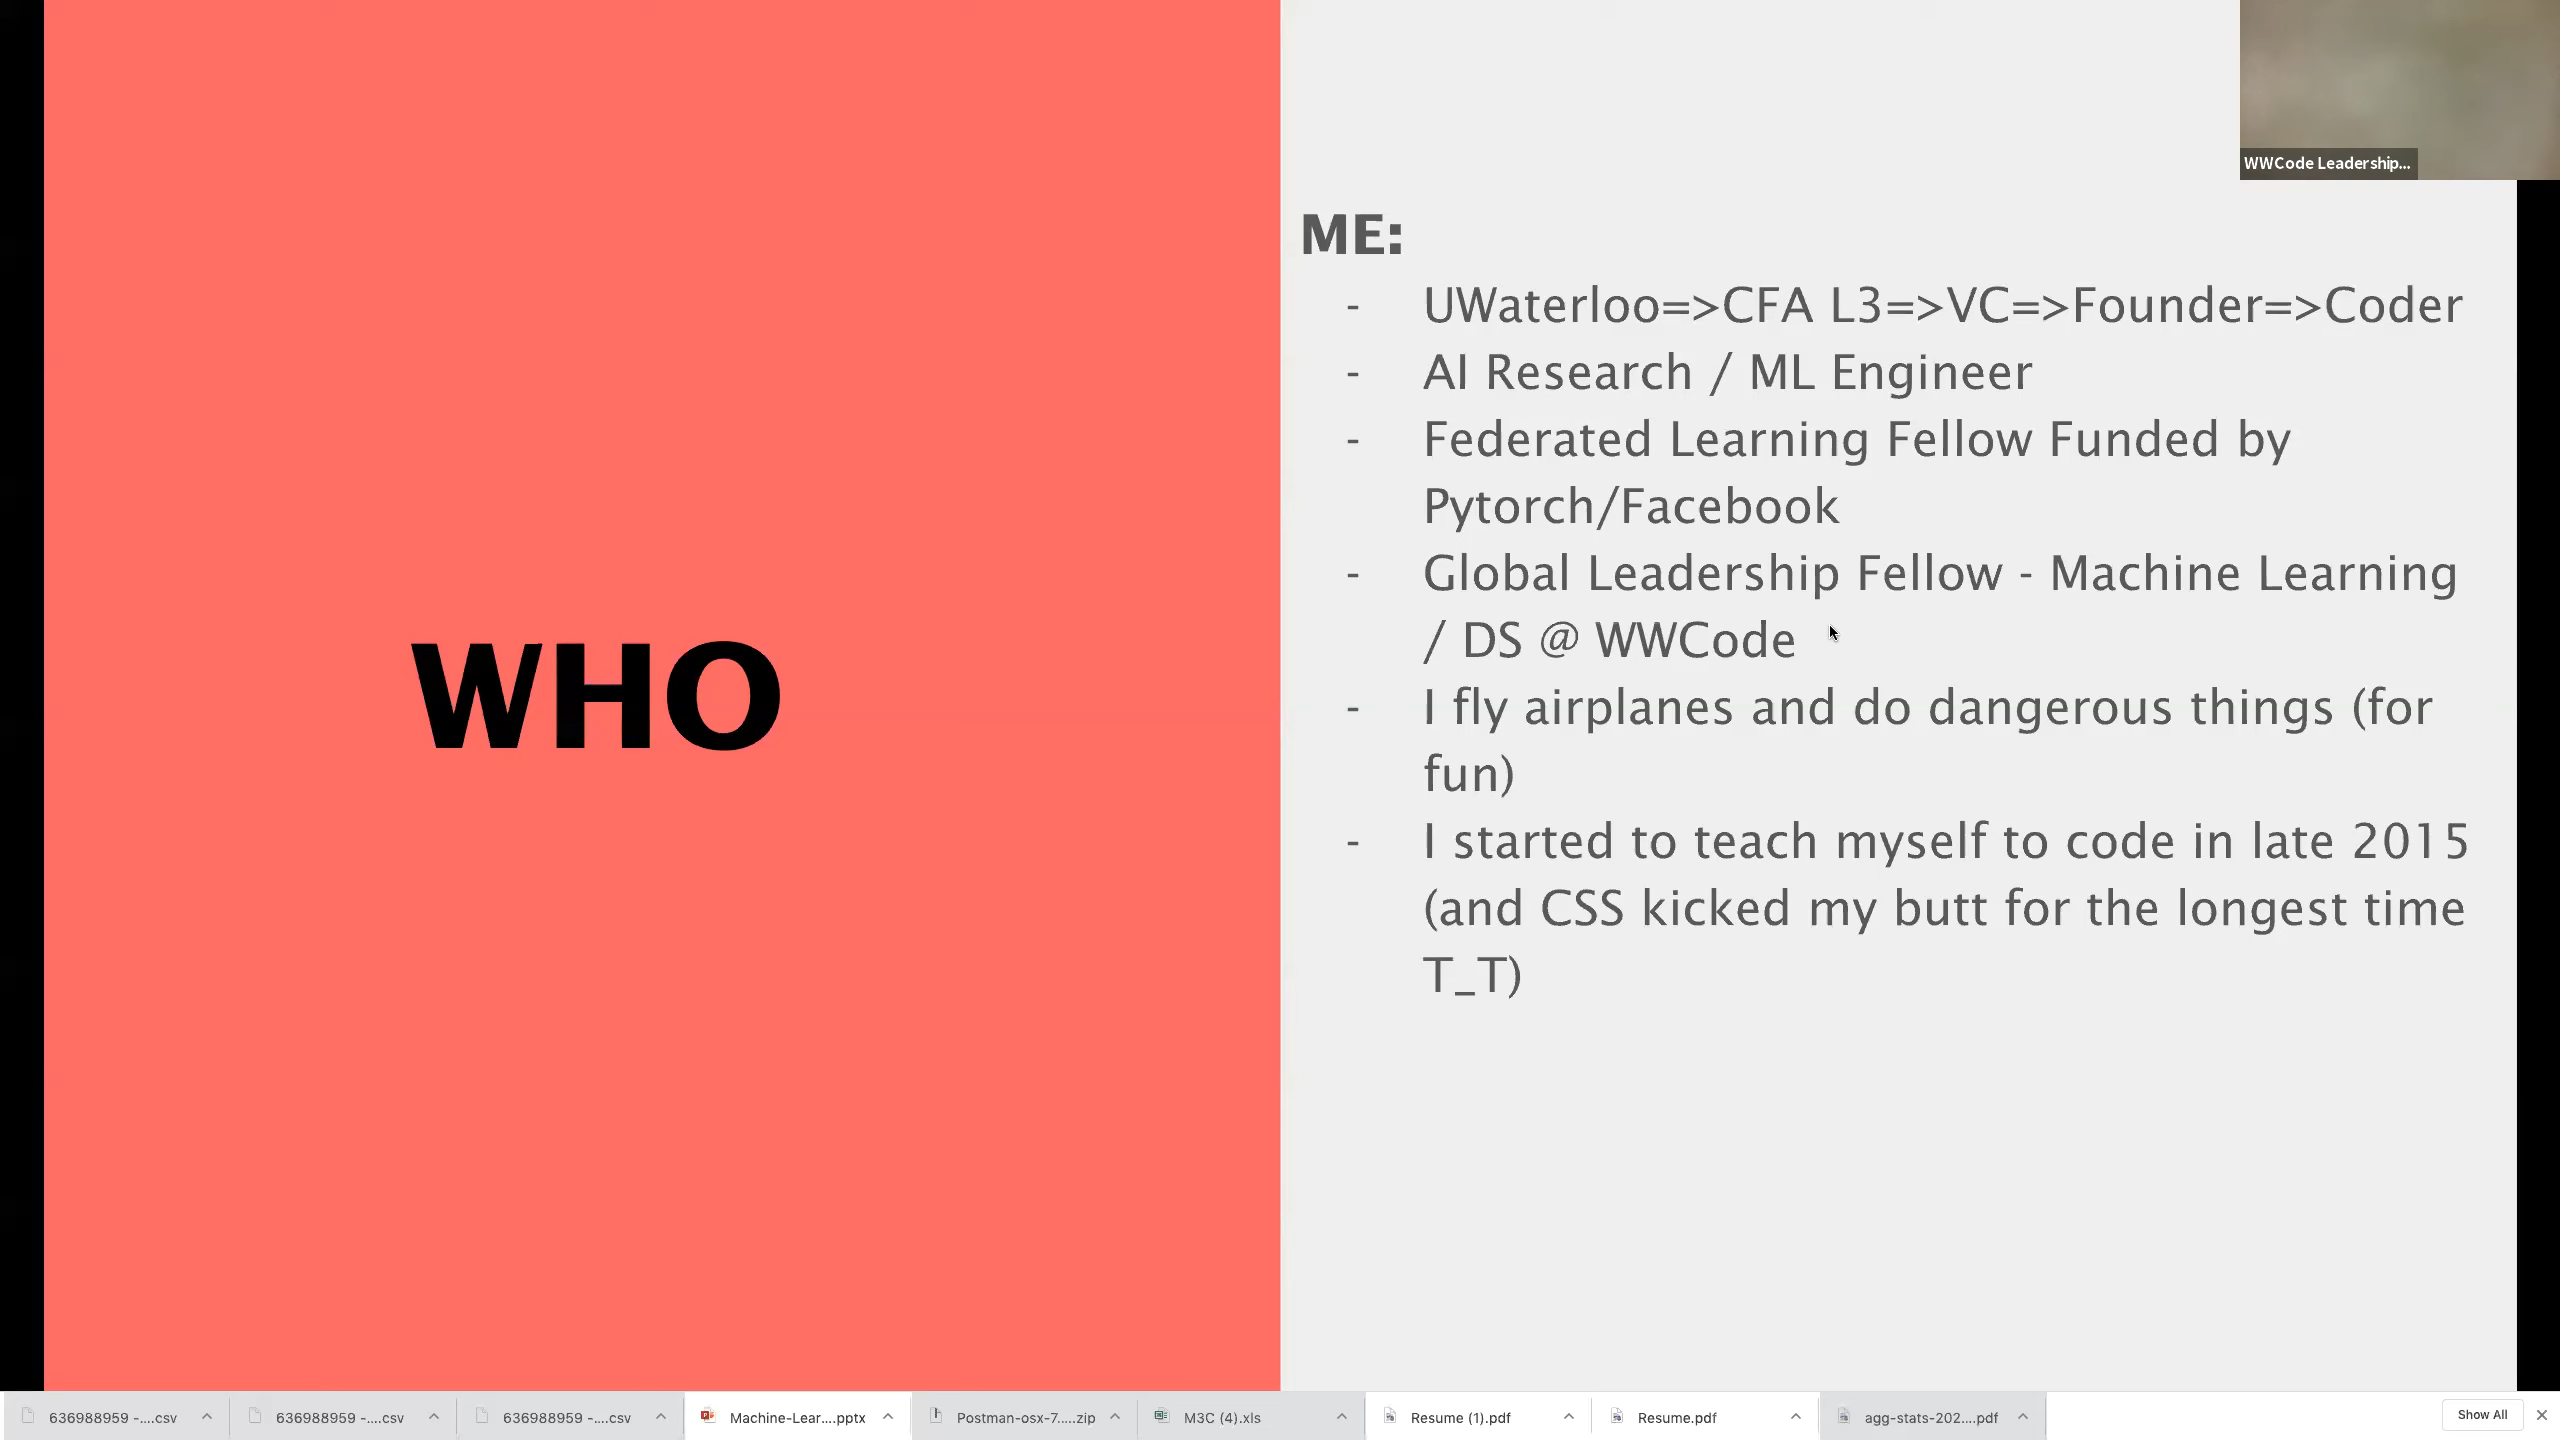 WWCode Leadership...
WHO
ME:
- UWaterloo=>CFA L3=>VC=>Founder=>Coder
- AI Research / ML Engineer
- Federated Learning Fellow Funded by
Pytorch/Facebook
- Global Leadership Fellow - Machine Learning
/ DS @ WWCode
- I fly airplanes and do dangerous things (for
fun)
- I started to teach myself to code in late 2015
(and CSS kicked my butt for the longest time
T_T)
636988959 -....csv
636988959 -....csv
636988959 -....csv
Machine-Lear....pptx
Postman-osx-7.....zip
M3C (4).xls
Resume (1).pdf
Resume.pdf
agg-stats-202....pdf
Show All